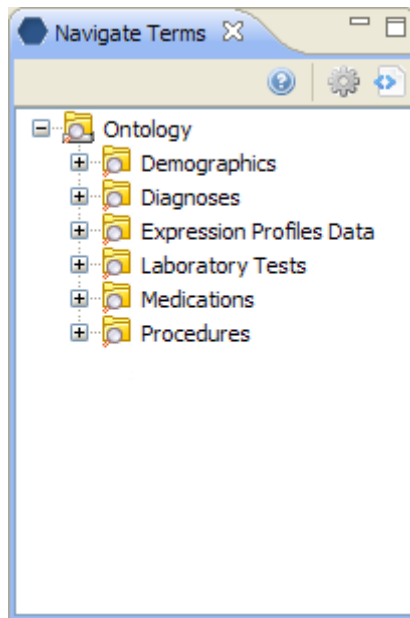 Navigate Terms
Ontology
Demographics
Diagnoses
Expression Profiles Data
Laboratory Tests
Medications
Procedures